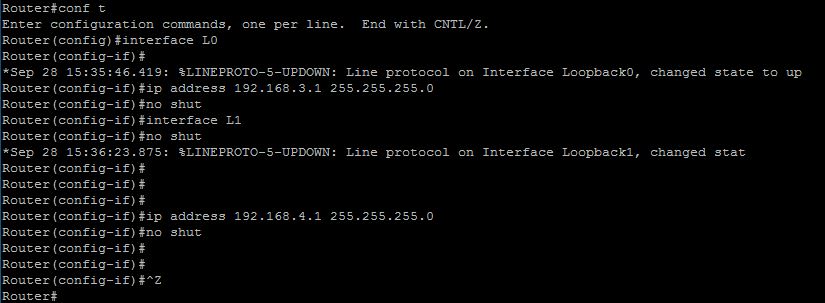 Router#conf t
Enter configuration commands, one per line.  End with CNTL/Z.
Router(config)#interface L0
Router(config-if)#
*Sep 28 15:35:46.419: %LINEPROTO-5-UPDOWN: Line protocol on Interface Loopback0, changed state to up
Router(config-if)#ip address 192.168.3.1 255.255.255.0
Router(config-if)#no shut
Router(config-if)#interface L1
Router(config-if)#no shut
*Sep 28 15:36:23.875: %LINEPROTO-5-UPDOWN: Line protocol on Interface Loopback1, changed stat
Router(config-if)#
Router(config-if)#
Router(config-if)#
Router(config-if)#ip address 192.168.4.1 255.255.255.0
Router(config-if)#no shut
Router(config-if)#
Router(config-if)#
Router(config-if)#^Z
Router#